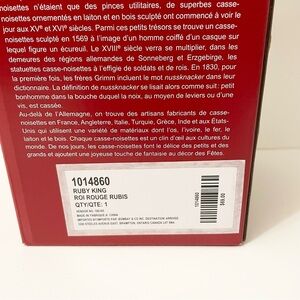 noisettes n'étaient que des pinces utilitaires, de superbes casse-
noisettes ornementés en laiton et en bois sculpté ont commencé à voir le
jour aux XVe et XVIe siècles. Parmi ces petits trésors se trouve un casse-
noisettes sculpté en 1569 à l'image d'un homme coiffé d'un casque sur
lequel figure un écureuil. Le XVIIIe siècle verra se multiplier, dans les
demeures des régions allemandes de Sonneberg et Erzgebirge, les
statuettes casse-noisettes à l'effigie de soldats et de rois. En 1830, pour
la première fois, les frères Grimm incluent le mot nussknacker dans leur
dictionnaire. La définition de nussknacker se lisait alors comme suit : petit
bonhomme dans la bouche duquel la noix, au moyen de leviers ou d'une
vis, est cassée.
Au-delà de l'Allemagne, on trouve des artisans fabricants de casse-
noisettes en France, Angleterre, Italie, Turquie, Grèce, Inde et aux États-
Unis qui utilisent une variété de matériaux dont l'os, l'ivoire, le fer, le
laiton et le bois. Chaque casse-noisettes est un clin d'œil aux cultures du
monde. De nos jours, les casse-noisettes font le délice des petits et des
grands et ajoutent une joyeuse touche de fantaisie au décor des Fêtes.
1014860
RUBY KING
ROI ROUGE RUBIS
QTY/QTE: 1
MADE IN/FABRIQUE A: CHINA
1014860
$69.00